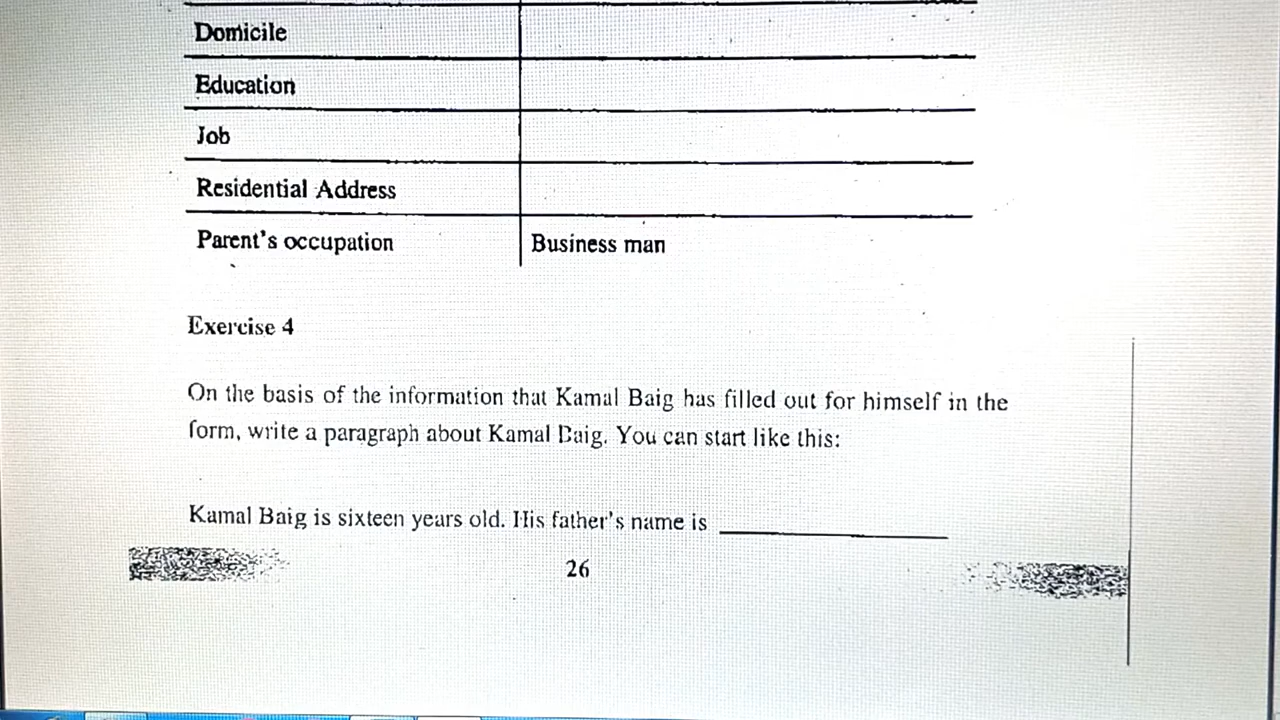 Domicile
Education
Job
Residential Address
Parent's occupation Business man
Exercise 4
On the basis of the information that Kamal Baig has filled out for himself in the
form, write a paragraph about Kamal Baig. You can start like this:
Kamal Baig is sixteen years old. His father's name is
26